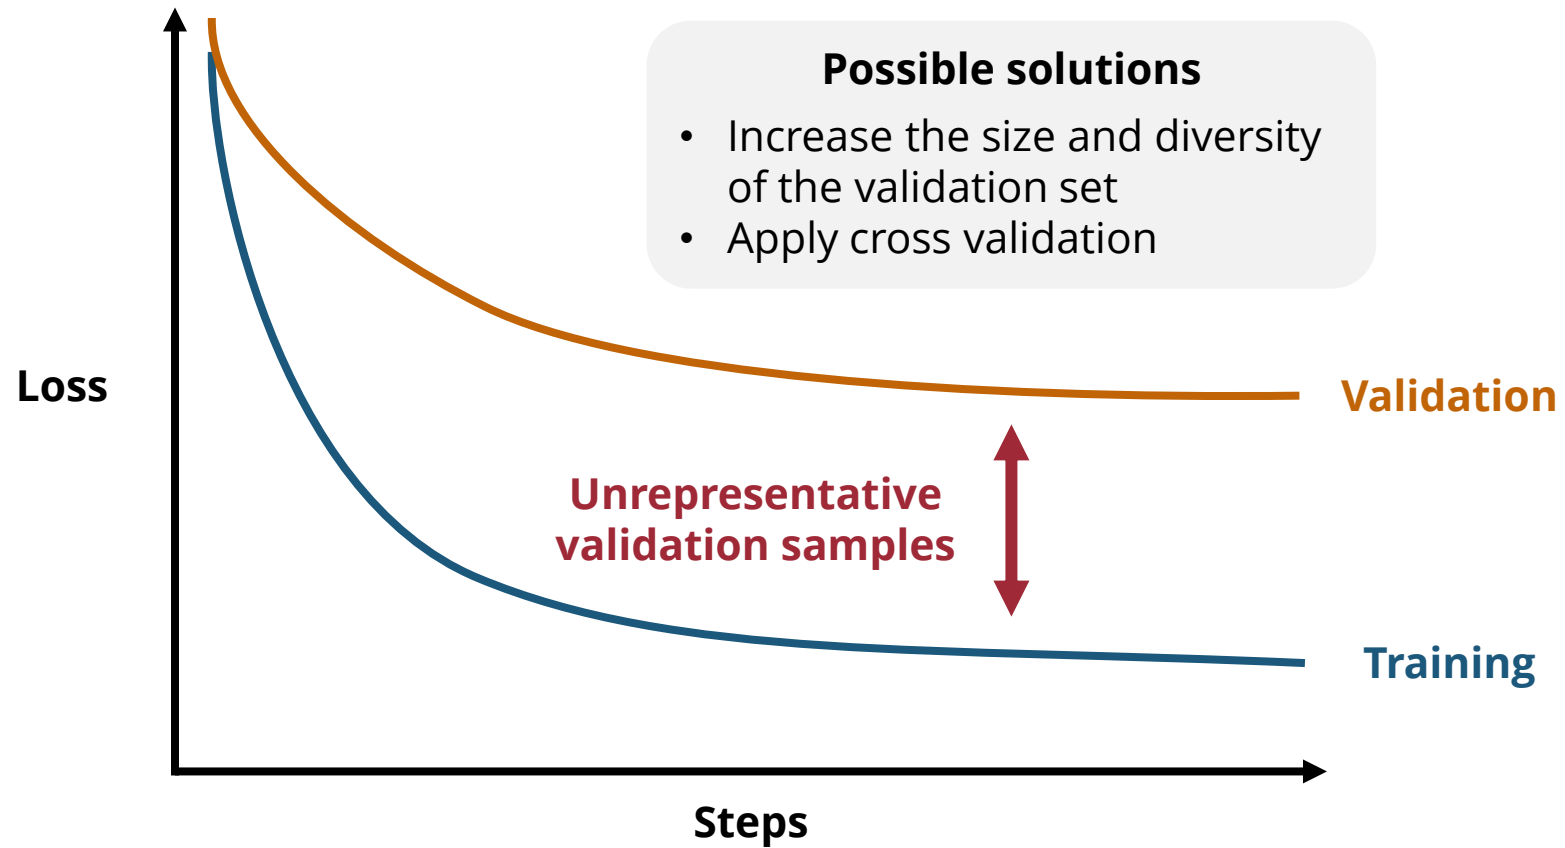 Possible solutions
• Increase the size and diversity
of the validation set
• Apply cross validation
Loss
Validation
Unrepresentative
validation samples
Training
Steps